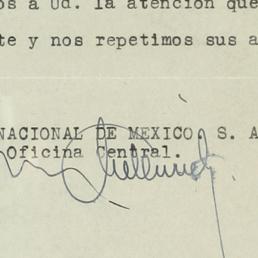 os a Ud. la atención que
te y nos repetimos sus a
NACIONAL DE MEXICO, S. A
Oficina Central.